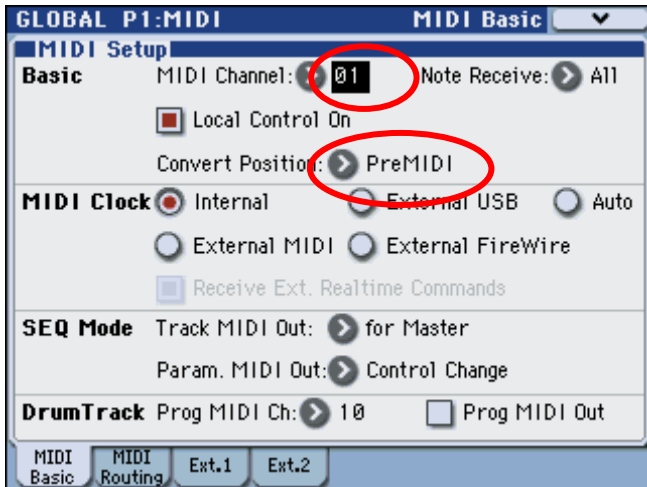 GLOBAL P1:MIDI MIDI Basic
MIDI Setup
Basic MIDI Channel: 01 Note Receive: All
Local Control On
Convert Position: PreMIDI
MIDI Clock Internal External USB Auto
External MIDI External FireWire
Receive Ext. Realtime Commands
SEQ Mode Track MIDI Out: for Master
Param. MIDI Out: Control Change
DrumTrack Prog MIDI Ch: 10 Prog MIDI Out
MIDI Basic MIDI Routing Ext.1 Ext.2